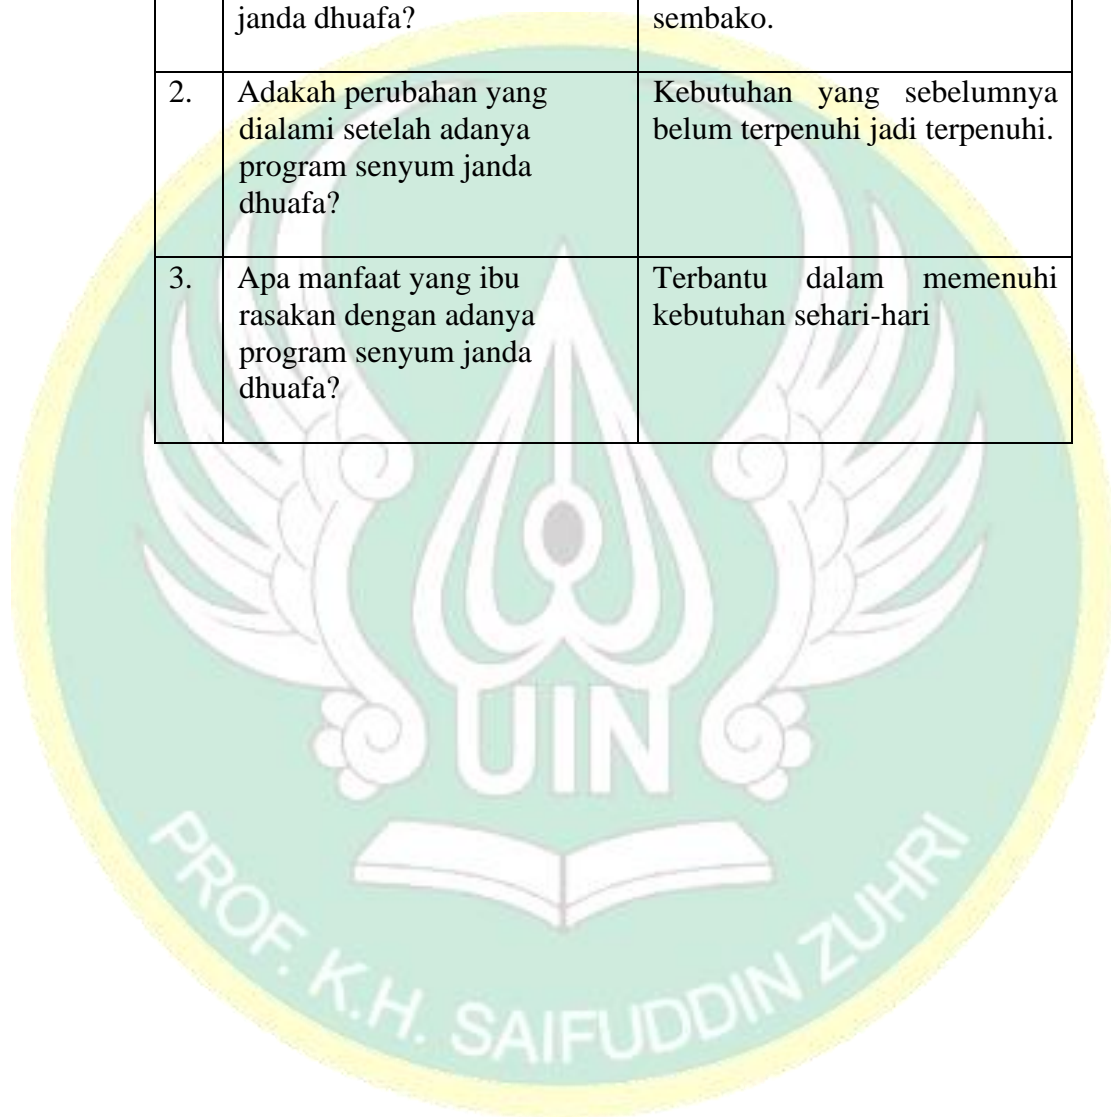 janda dhuafa? sembako.
2. Adakah perubahan yang Kebutuhan yang sebelumnya
dialami setelah adanya belum terpenuhi jadi terpenuhi.
program senyum janda
dhuafa?
3. Apa manfaat yang ibu Terbantu dalam memenuhi
rasakan dengan adanya kebutuhan sehari-hari
program senyum janda
dhuafa?
UIN
PROF. K.H. SAIFUDDIN ZUHRI